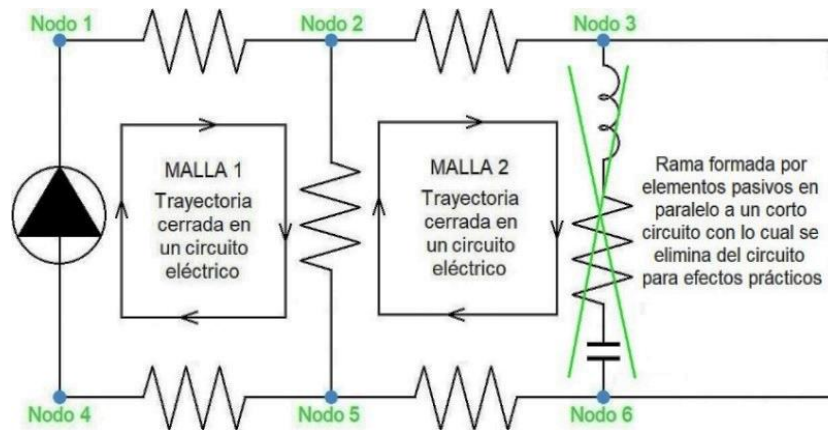 Nodo 1
Nodo 2
Nodo 3
MALLA 1
Trayectoria
cerrada en
un circuito
eléctrico
MALLA 2
Trayectoria
cerrada en
un circuito
eléctrico
Rama formada por
elementos pasivos en
paralelo a un corto
circuito con lo cual se
elimina del circuito
para efectos prácticos
Nodo 4
Nodo 5
Nodo 6